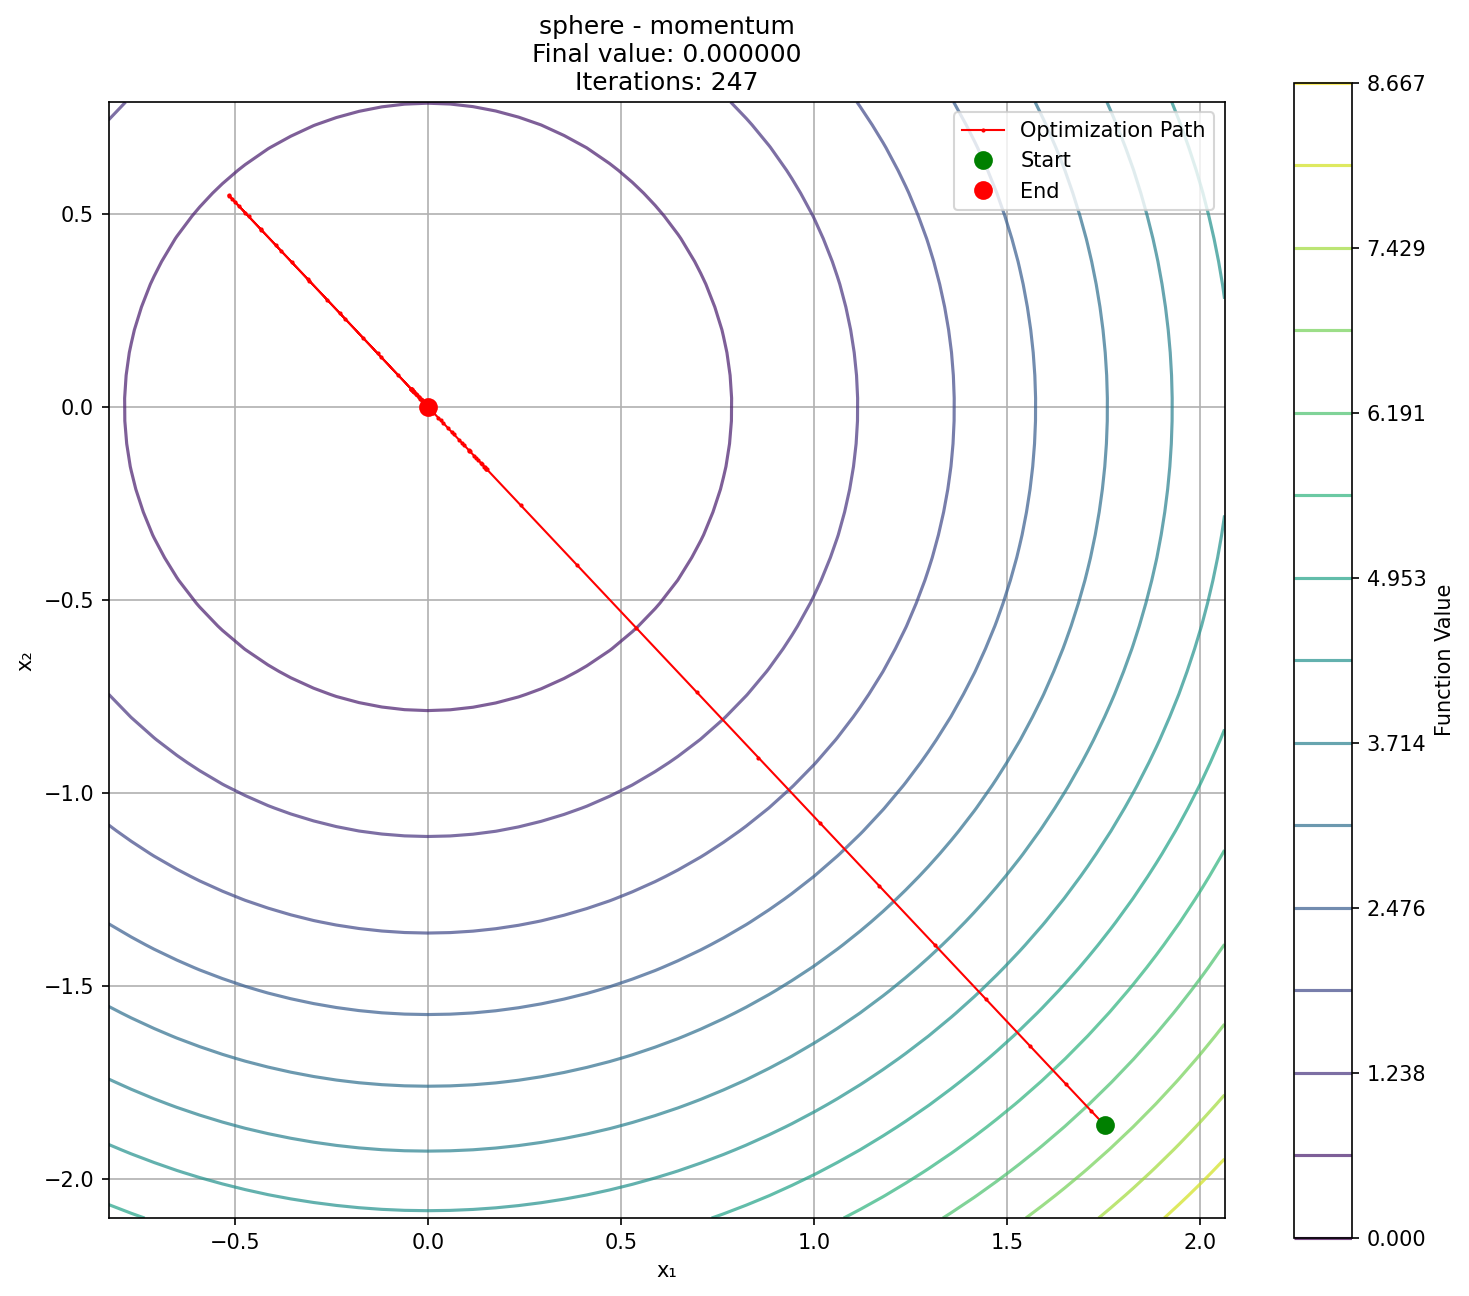 sphere - momentum
Final value: 0.000000
Iterations: 247
Optimization Path
Start
End
0.5
0.0
−0.5
−1.0
−1.5
−2.0
x₂
−0.5
0.0
0.5
1.0
1.5
2.0
x₁
8.667
7.429
6.191
4.953
3.714
2.476
1.238
0.000
Function Value